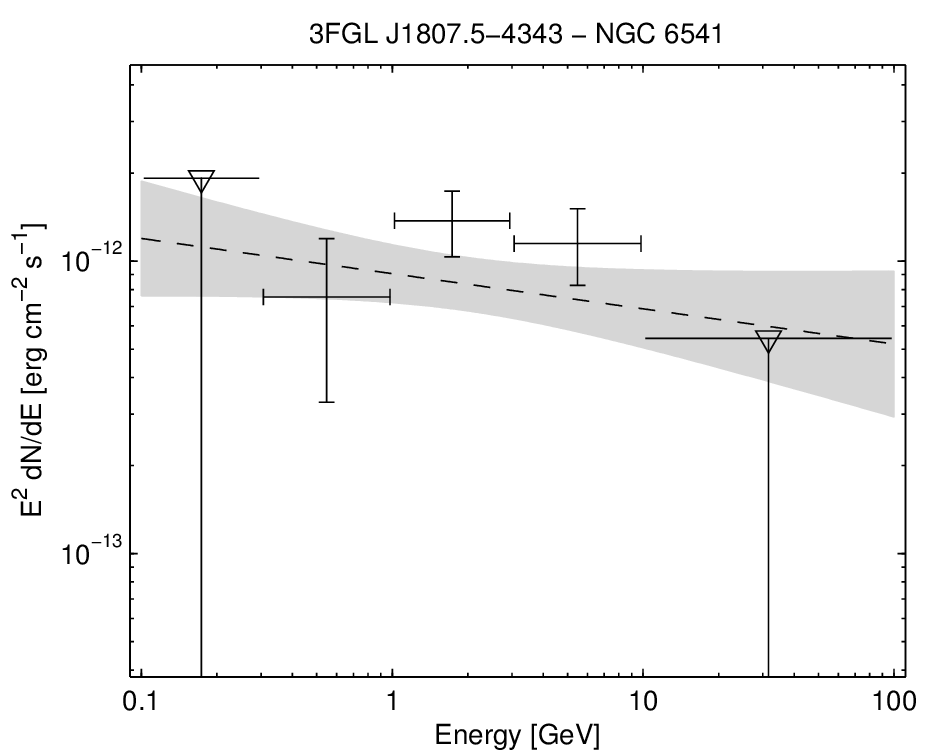 3FGL J1807.5−4343 − NGC 6541
E² dN/dE [erg cm⁻² s⁻¹]
10⁻¹²
10⁻¹³
0.1 1 10 100
Energy [GeV]